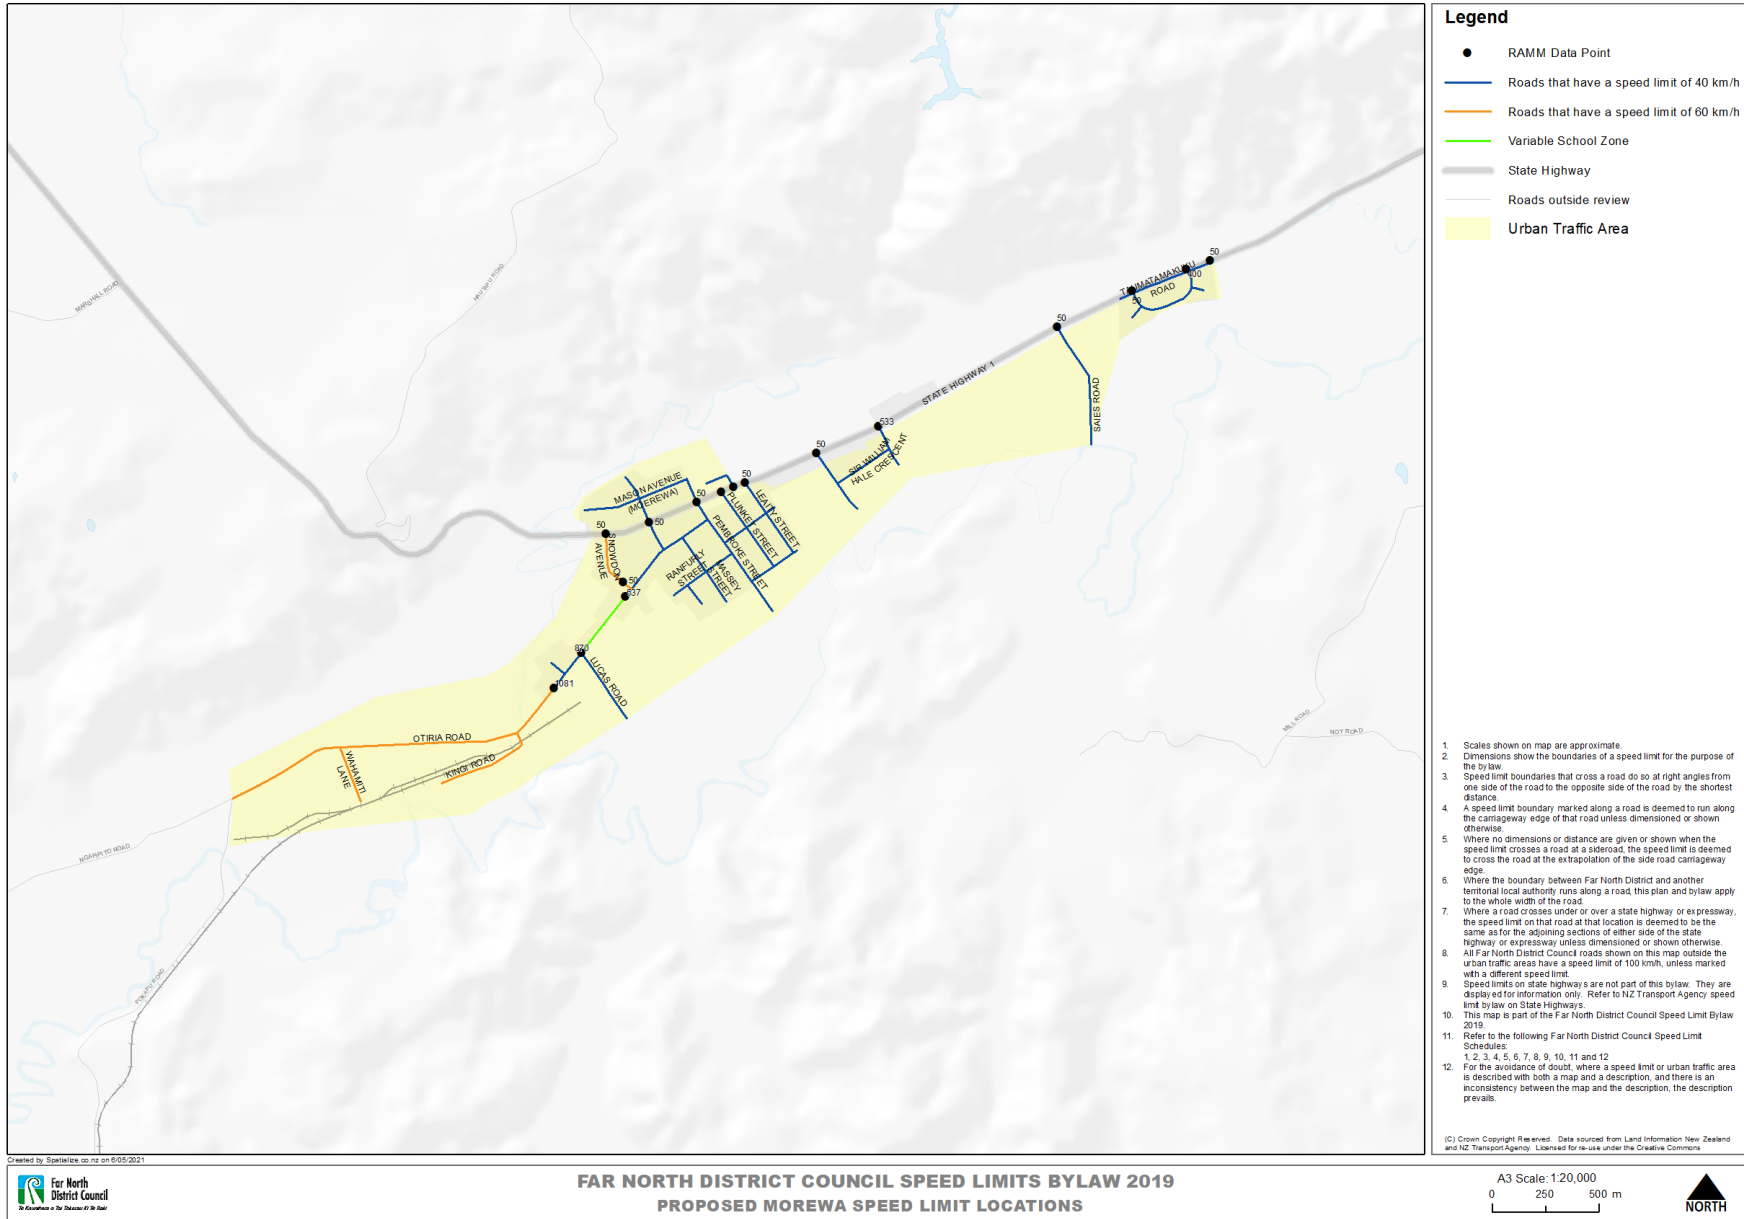 Legend
RAMM Data Point
Roads that have a speed limit of 40 km/h
Roads that have a speed limit of 60 km/h
Variable School Zone
State Highway
Roads outside review
Urban Traffic Area
MARSHALL ROAD
50
TAUMATAMAKUKU
ROAD
400
50
50
STATE HIGHWAY 1
SAIES ROAD
633
50
SIR WILLIAM
HALE CRESCENT
50
MASON AVENUE
(MOEREWA)
50
50
50
LEAITY STREET
PLUNKET STREET
PEMBROKE STREET
SNOWDON
AVENUE
RANFURLY
STREET
MASSEY
STREET
50
637
870
LUCAS ROAD
1081
OTIRIA ROAD
WAHAMITI
LANE
KINGI ROAD
NGAPIPITO ROAD
POKAPU ROAD
MILL ROAD
NOY ROAD
1. Scales shown on map are approximate.
2. Dimensions show the boundaries of a speed limit for the purpose of
the bylaw.
3. Speed limit boundaries that cross a road do so at right angles from
one side of the road to the opposite side of the road by the shortest
distance.
4. A speed limit boundary marked along a road is deemed to run along
the carriageway edge of that road unless dimensioned or shown
otherwise.
5. Where no dimensions or distance are given or shown when the
speed limit crosses a road at a sideroad, the speed limit is deemed
to cross the road at the extrapolation of the side road carriageway
edge.
6. Where the boundary between Far North District and another
territorial local authority runs along a road, this plan and bylaw apply
to the whole width of the road.
7. Where a road crosses under or over a state highway or expressway,
the speed limit on that road at that location is deemed to be the
same as for the adjoining sections of either side of the state
highway or expressway unless dimensioned or shown otherwise.
8. All Far North District Council roads shown on this map outside the
urban traffic areas have a speed limit of 100 km/h, unless marked
with a different speed limit.
9. Speed limits on state highways are not part of this bylaw. They are
displayed for information only. Refer to NZ Transport Agency speed
limit bylaw on State Highways.
10. This map is part of the Far North District Council Speed Limit Bylaw
2019.
11. Refer to the following Far North District Council Speed Limit
Schedules:
1, 2, 3, 4, 5, 6, 7, 8, 9, 10, 11 and 12
12. For the avoidance of doubt, where a speed limit or urban traffic area
is described with both a map and a description, and there is an
inconsistency between the map and the description, the description
prevails.
(C) Crown Copyright Reserved. Data sourced from Land Information New Zealand
and NZ Transport Agency. Licensed for re-use under the Creative Commons
Created by Spatialize.co.nz on 6/05/2021
Far North
District Council
FAR NORTH DISTRICT COUNCIL SPEED LIMITS BYLAW 2019
PROPOSED MOREWA SPEED LIMIT LOCATIONS
A3 Scale: 1:20,000
0 250 500 m
NORTH